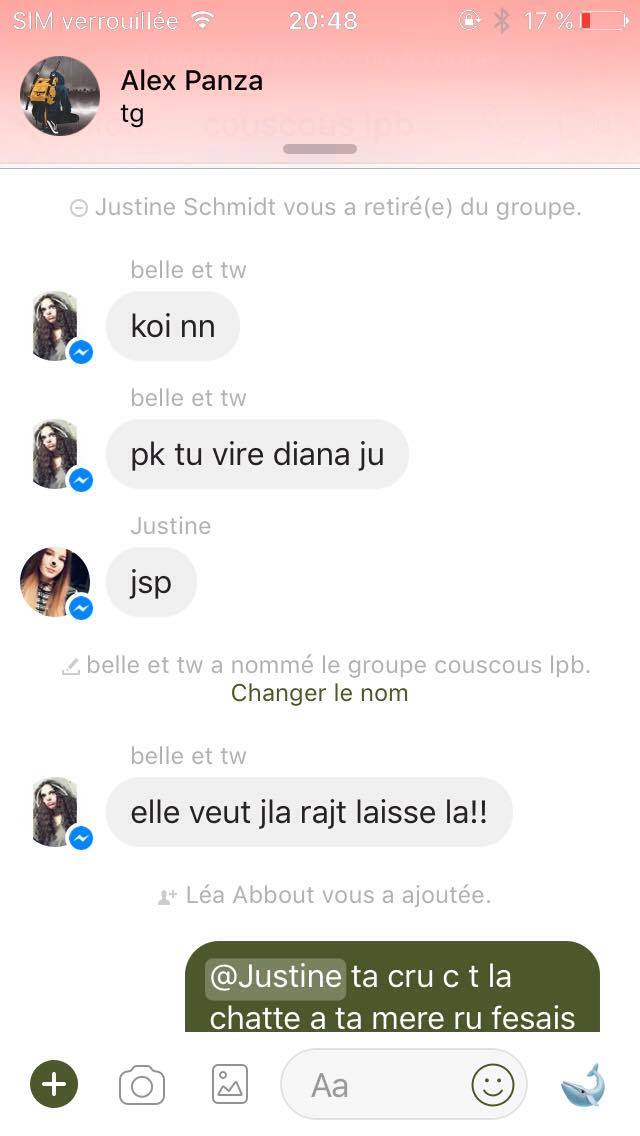 SIM verrouillée 20:48 17 %
Alex Panza
tg
couscous lpb
Justine Schmidt vous a retiré(e) du groupe.
belle et tw
koi nn
belle et tw
pk tu vire diana ju
Justine
jsp
belle et tw a nommé le groupe couscous lpb.
Changer le nom
belle et tw
elle veut jla rajt laisse la!!
Léa Abbout vous a ajoutée.
@Justine ta cru c t la
chatte a ta mere ru fesais
Aa